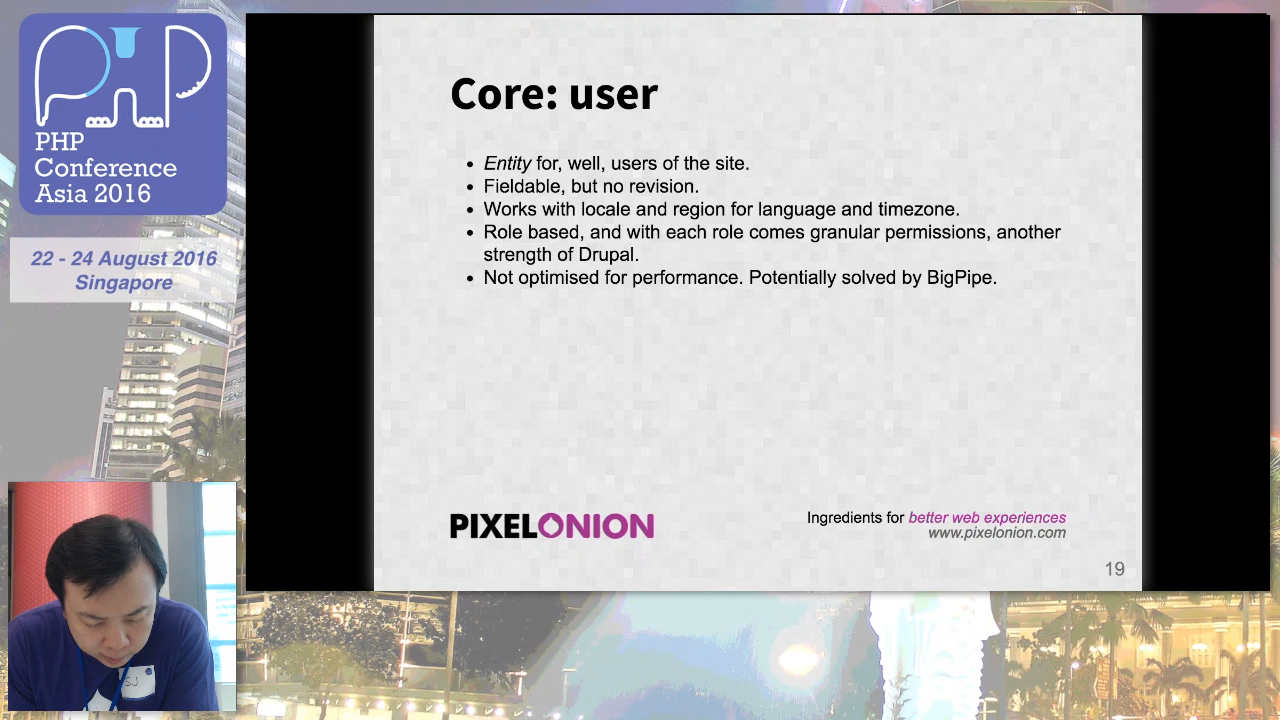 PHP
PHP
Conference
Asia 2016
22 - 24 August 2016
Singapore
Core: user
Entity for, well, users of the site.
Fieldable, but no revision.
Works with locale and region for language and timezone.
Role based, and with each role comes granular permissions, another
strength of Drupal.
Not optimised for performance. Potentially solved by BigPipe.
PIXELONION
Ingredients for better web experiences
www.pixelonion.com
19
SJ